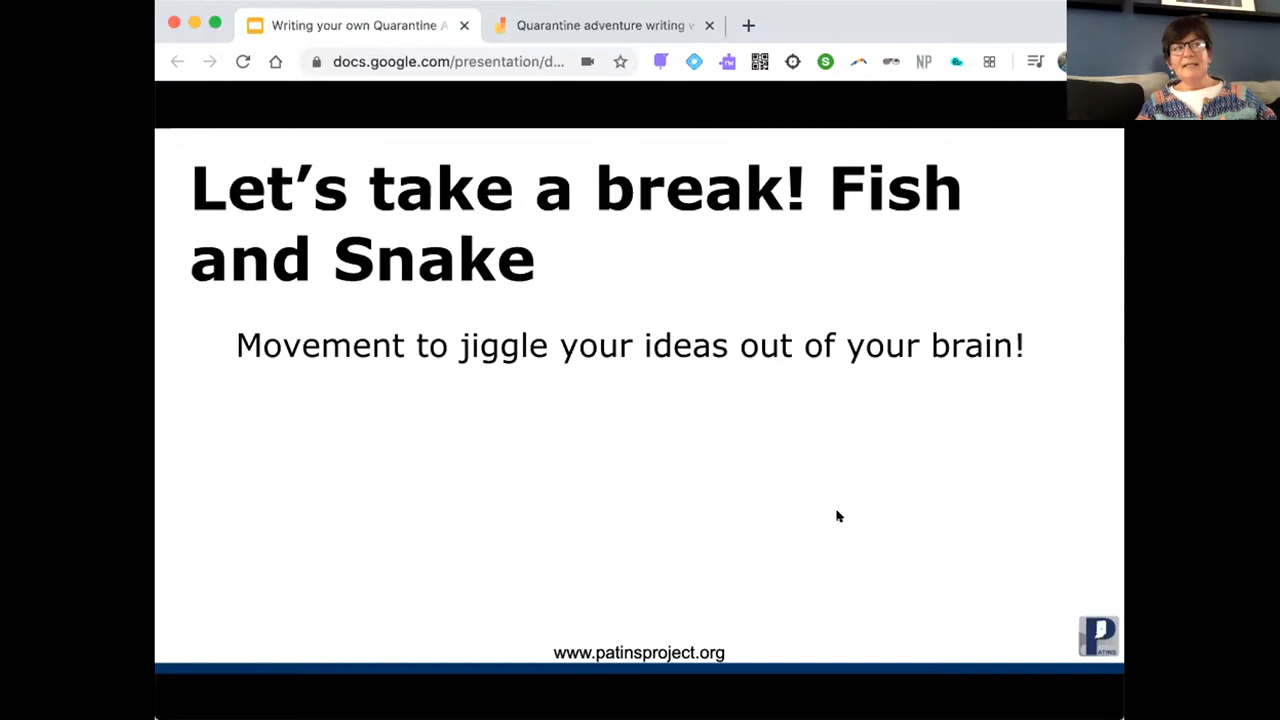 Writing your own Quarantine A
Quarantine adventure writing w
docs.google.com/presentation/d...
NP
Let's take a break! Fish
and Snake
Movement to jiggle your ideas out of your brain!
www.patinsproject.org
P
PATINS